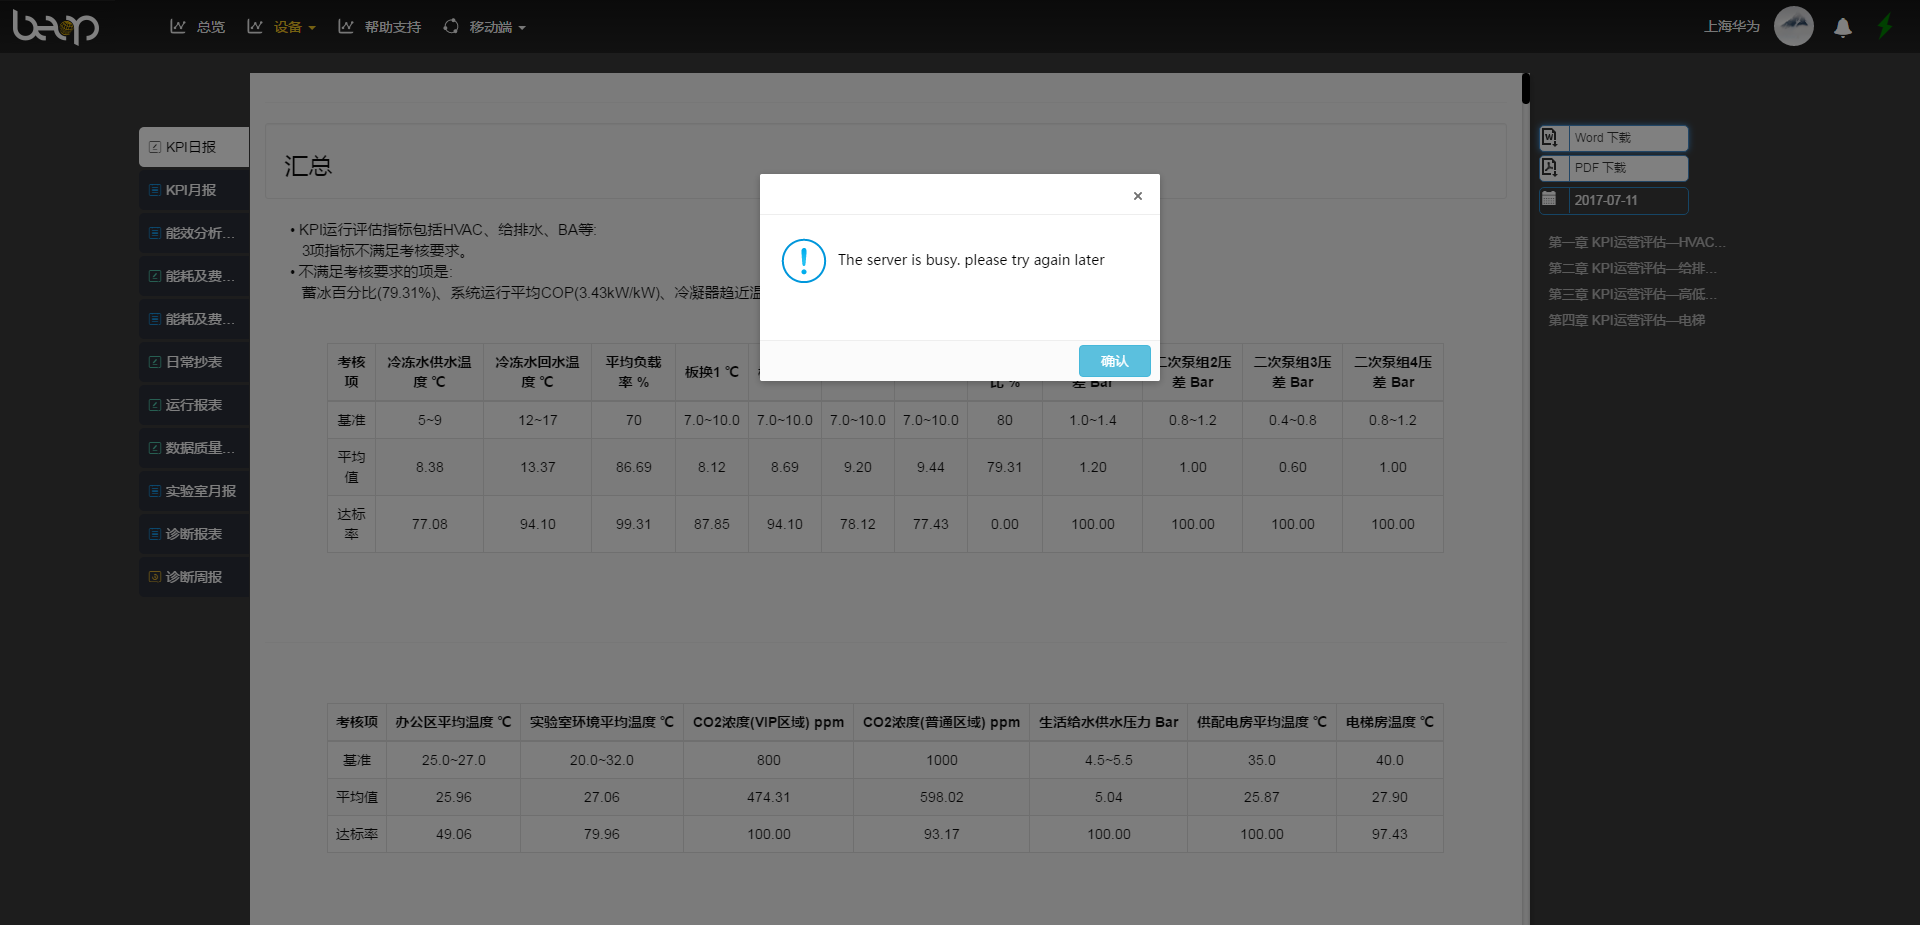 beop
总览
设备
帮助支持
移动端
上海华为
KPI日报
KPI月报
能效分析...
能耗及费...
能耗及费...
日常抄表
运行报表
数据质量...
实验室月报
诊断报表
诊断周报
汇总
• KPI运行评估指标包括HVAC、给排水、BA等:
3项指标不满足考核要求。
• 不满足考核要求的项是:
蓄冰百分比(79.31%)、系统运行平均COP(3.43kW/kW)、冷凝器趋近温
×
The server is busy. please try again later
确认
考核项 冷冻水供水温度 ℃ 冷冻水回水温度 ℃ 平均负载率 % 板换1 ℃ 比 % 差 Bar 二次泵组2压差 Bar 二次泵组3压差 Bar 二次泵组4压差 Bar
基准 5~9 12~17 70 7.0~10.0 7.0~10.0 7.0~10.0 7.0~10.0 80 1.0~1.4 0.8~1.2 0.4~0.8 0.8~1.2
平均值 8.38 13.37 86.69 8.12 8.69 9.20 9.44 79.31 1.20 1.00 0.60 1.00
达标率 77.08 94.10 99.31 87.85 94.10 78.12 77.43 0.00 100.00 100.00 100.00 100.00
考核项 办公区平均温度 ℃ 实验室环境平均温度 ℃ CO2浓度(VIP区域) ppm CO2浓度(普通区域) ppm 生活给水供水压力 Bar 供配电房平均温度 ℃ 电梯房温度 ℃
基准 25.0~27.0 20.0~32.0 800 1000 4.5~5.5 35.0 40.0
平均值 25.96 27.06 474.31 598.02 5.04 25.87 27.90
达标率 49.06 79.96 100.00 93.17 100.00 100.00 97.43
Word 下载
PDF 下载
2017-07-11
第一章 KPI运营评估—HVAC...
第二章 KPI运营评估—给排...
第三章 KPI运营评估—高低...
第四章 KPI运营评估—电梯